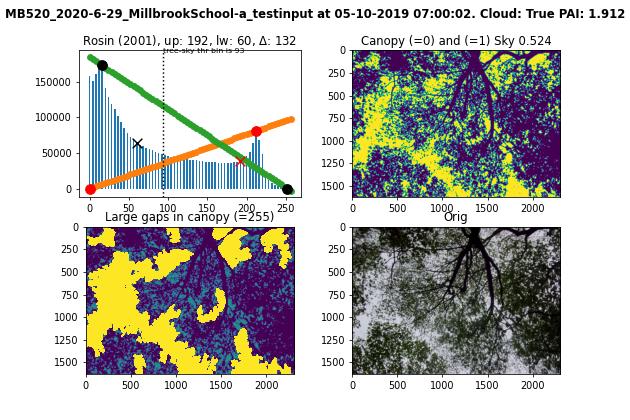 MB520_2020-6-29_MillbrookSchool-a_testinput at 05-10-2019 07:00:02. Cloud: True PAI: 1.912
Rosin (2001), up: 192, lw: 60, Δ: 132
tree-sky thr bin is 93
150000
100000
50000
0
0 50 100 150 200 250
Canopy (=0) and (=1) Sky 0.524
0
250
500
750
1000
1250
1500
0 500 1000 1500 2000
Large gaps in canopy (=255)
0
250
500
750
1000
1250
1500
0 500 1000 1500 2000
Orig
0
250
500
750
1000
1250
1500
0 500 1000 1500 2000